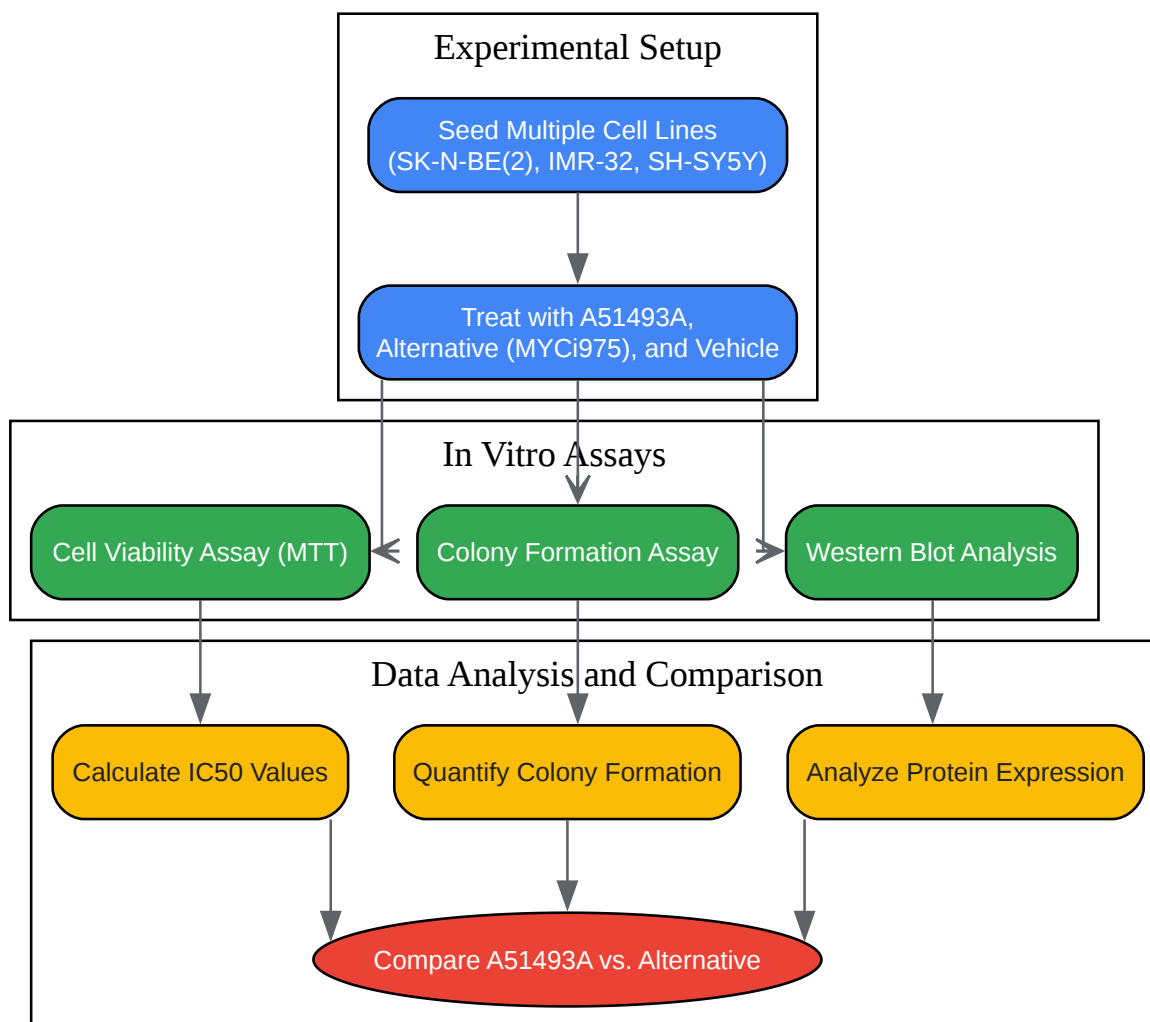 Experimental Setup
Seed Multiple Cell Lines
(SK-N-BE(2), IMR-32, SH-SY5Y)
Treat with A51493A,
Alternative (MYCi975), and Vehicle
In Vitro Assays
Cell Viability Assay (MTT)
Colony Formation Assay
Western Blot Analysis
Data Analysis and Comparison
Calculate IC50 Values
Quantify Colony Formation
Analyze Protein Expression
Compare A51493A vs. Alternative